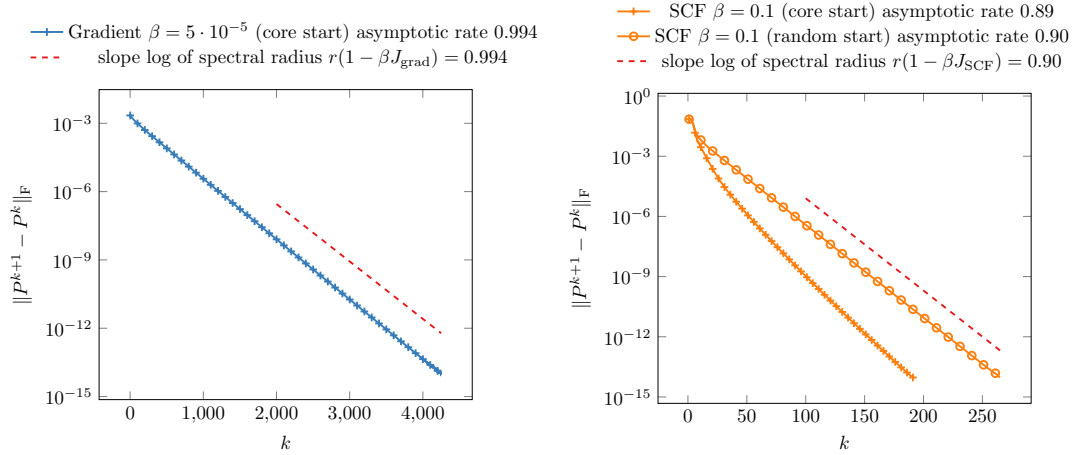 Gradient β = 5 · 10⁻⁵ (core start) asymptotic rate 0.994
slope log of spectral radius r(1 − βJ_grad) = 0.994
10⁻³
10⁻⁶
10⁻⁹
10⁻¹²
10⁻¹⁵
‖P^{k+1} − P^k‖_F
0
1,000
2,000
3,000
4,000
k
SCF β = 0.1 (core start) asymptotic rate 0.89
SCF β = 0.1 (random start) asymptotic rate 0.90
slope log of spectral radius r(1 − βJ_SCF) = 0.90
10⁰
10⁻³
10⁻⁶
10⁻⁹
10⁻¹²
10⁻¹⁵
‖P^{k+1} − P^k‖_F
0
50
100
150
200
250
k